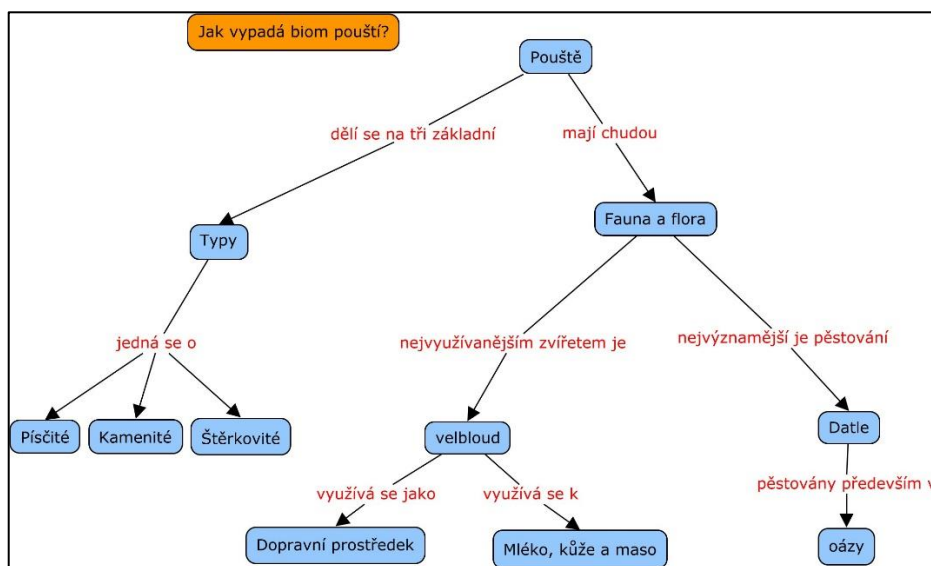 Jak vypadá biom pouští?
Pouště
dělí se na tři základní
mají chudou
Typy
Fauna a flora
jedná se o
nejvyužívanějším zvířetem je
nejvýznamější je pěstování
Písčité
Kamenité
Štěrkovité
velbloud
Datle
využívá se jako
využívá se k
pěstovány především v
Dopravní prostředek
Mléko, kůže a maso
oázy